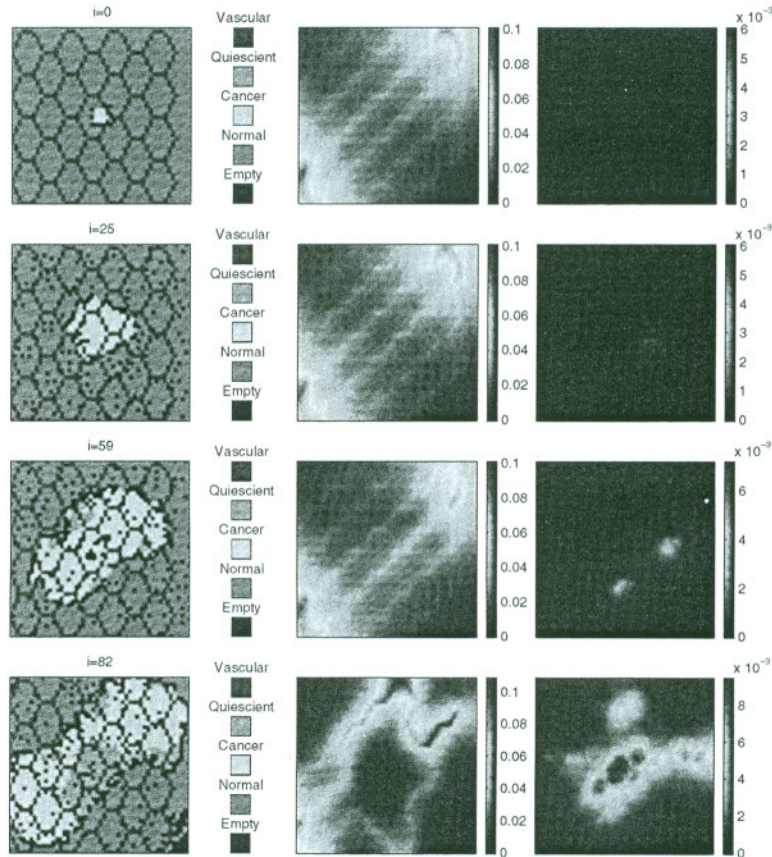 i=0
Vascular
Quiescient
Cancer
Normal
Empty
0.1
0.08
0.06
0.04
0.02
0
x 10⁻³
6
5
4
3
2
1
0
i=25
Vascular
Quiescient
Cancer
Normal
Empty
0.1
0.08
0.06
0.04
0.02
0
x 10⁻³
6
5
4
3
2
1
0
i=59
Vascular
Quiescient
Cancer
Normal
Empty
0.1
0.08
0.06
0.04
0.02
0
x 10⁻³
6
4
2
0
i=82
Vascular
Quiescient
Cancer
Normal
Empty
0.1
0.08
0.06
0.04
0.02
0
x 10⁻³
8
6
4
2
0